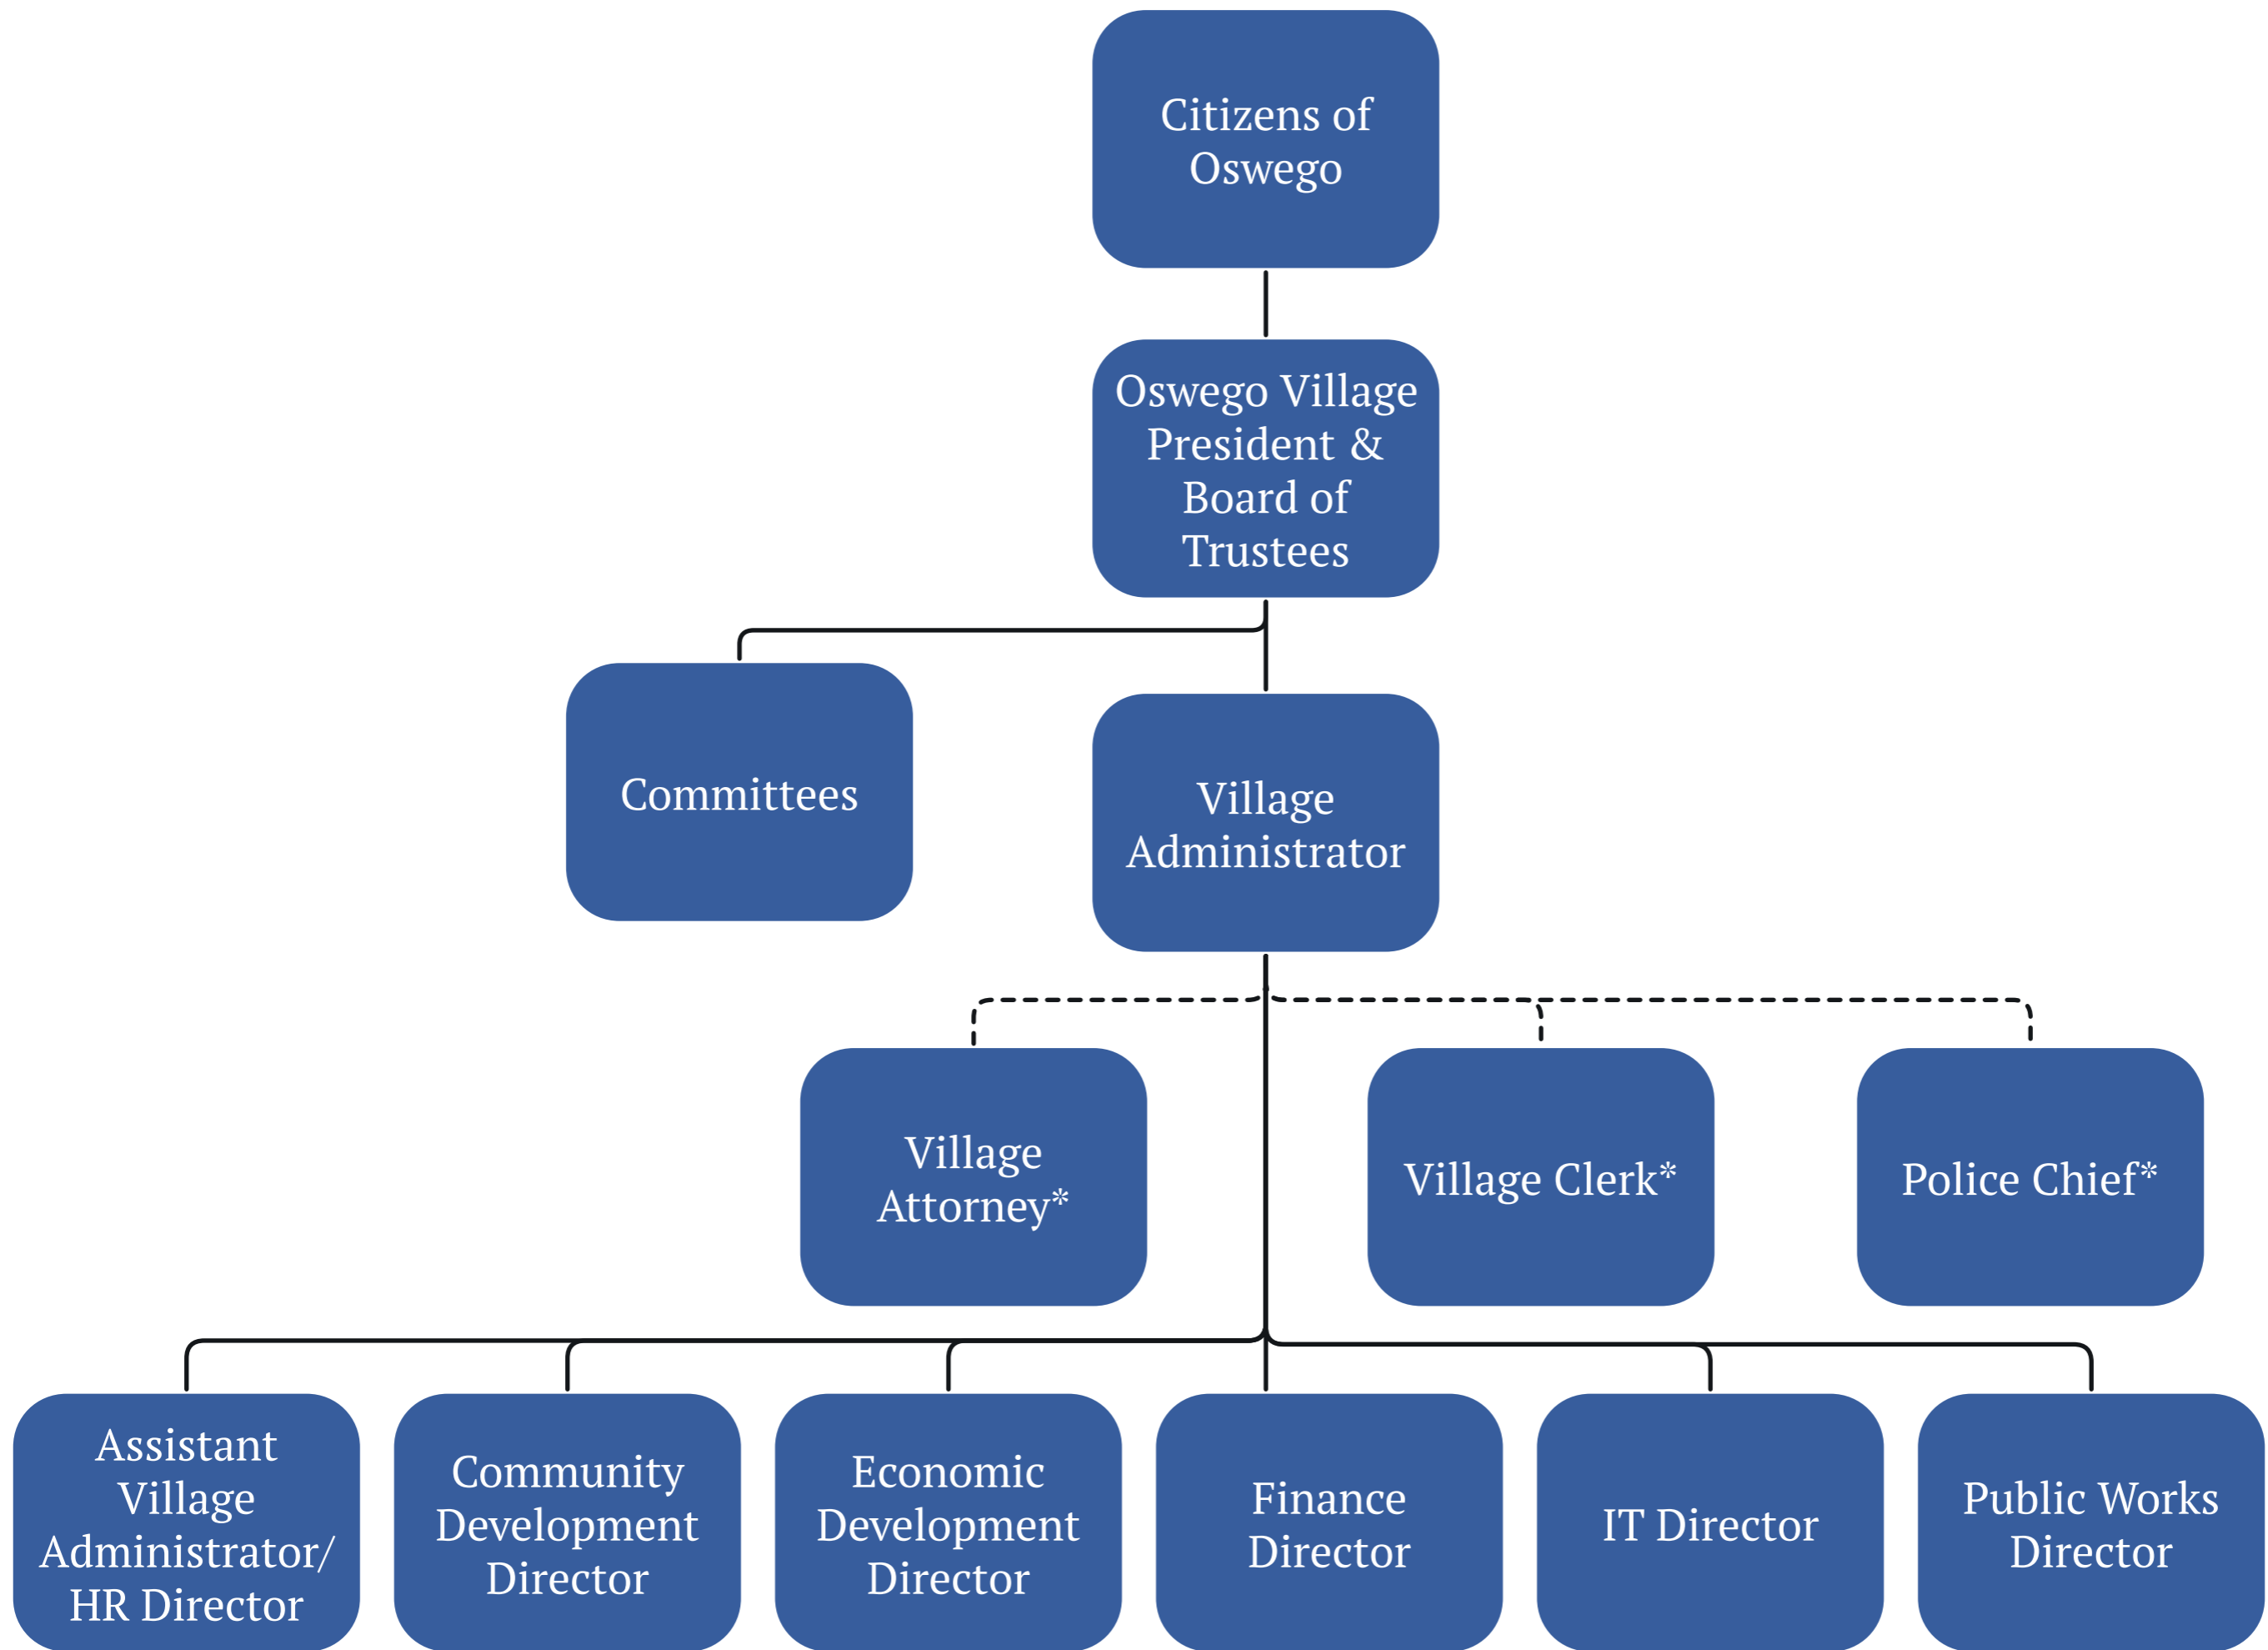 Citizens of
Oswego
Oswego Village
President &
Board of
Trustees
Committees
Village
Administrator
Village
Attorney*
Village Clerk*
Police Chief*
Assistant
Village
Administrator/
HR Director
Community
Development
Director
Economic
Development
Director
Finance
Director
IT Director
Public Works
Director